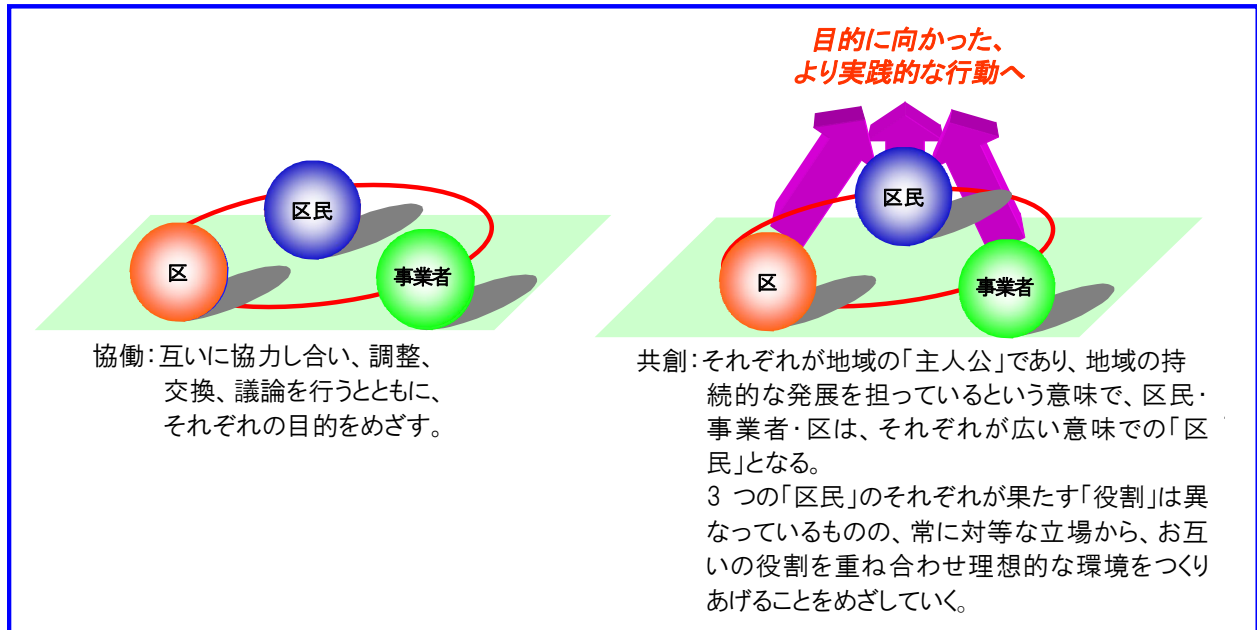 区民
区
事業者
協働：互いに協力し合い、調整、
交換、議論を行うとともに、
それぞれの目的をめざす。
目的に向かった、
より実践的な行動へ
区民
区
事業者
共創：それぞれが地域の「主人公」であり、地域の持
続的な発展を担っているという意味で、区民・
事業者・区は、それぞれが広い意味での「区
民」となる。
3 つの「区民」のそれぞれが果たす「役割」は異
なっているものの、常に対等な立場から、お互
いの役割を重ね合わせ理想的な環境をつくり
あげることをめざしていく。